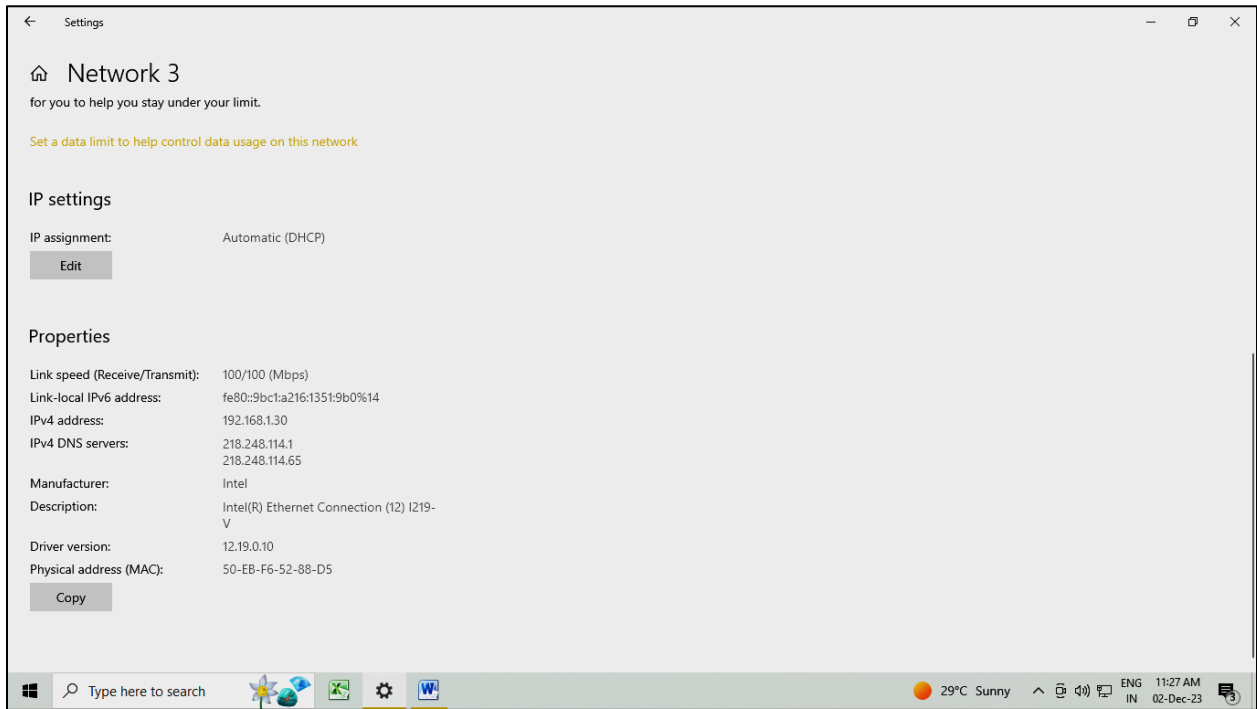 Settings
Network 3
for you to help you stay under your limit.
Set a data limit to help control data usage on this network
IP settings
IP assignment: Automatic (DHCP)
Edit
Properties
Link speed (Receive/Transmit): 100/100 (Mbps)
Link-local IPv6 address: fe80::9bc1:a216:1351:9b0%14
IPv4 address: 192.168.1.30
IPv4 DNS servers: 218.248.114.1
218.248.114.65
Manufacturer: Intel
Description: Intel(R) Ethernet Connection (12) I219-
V
Driver version: 12.19.0.10
Physical address (MAC): 50-EB-F6-52-88-D5
Copy
Type here to search
29°C Sunny
ENG 11:27 AM
IN 02-Dec-23
3